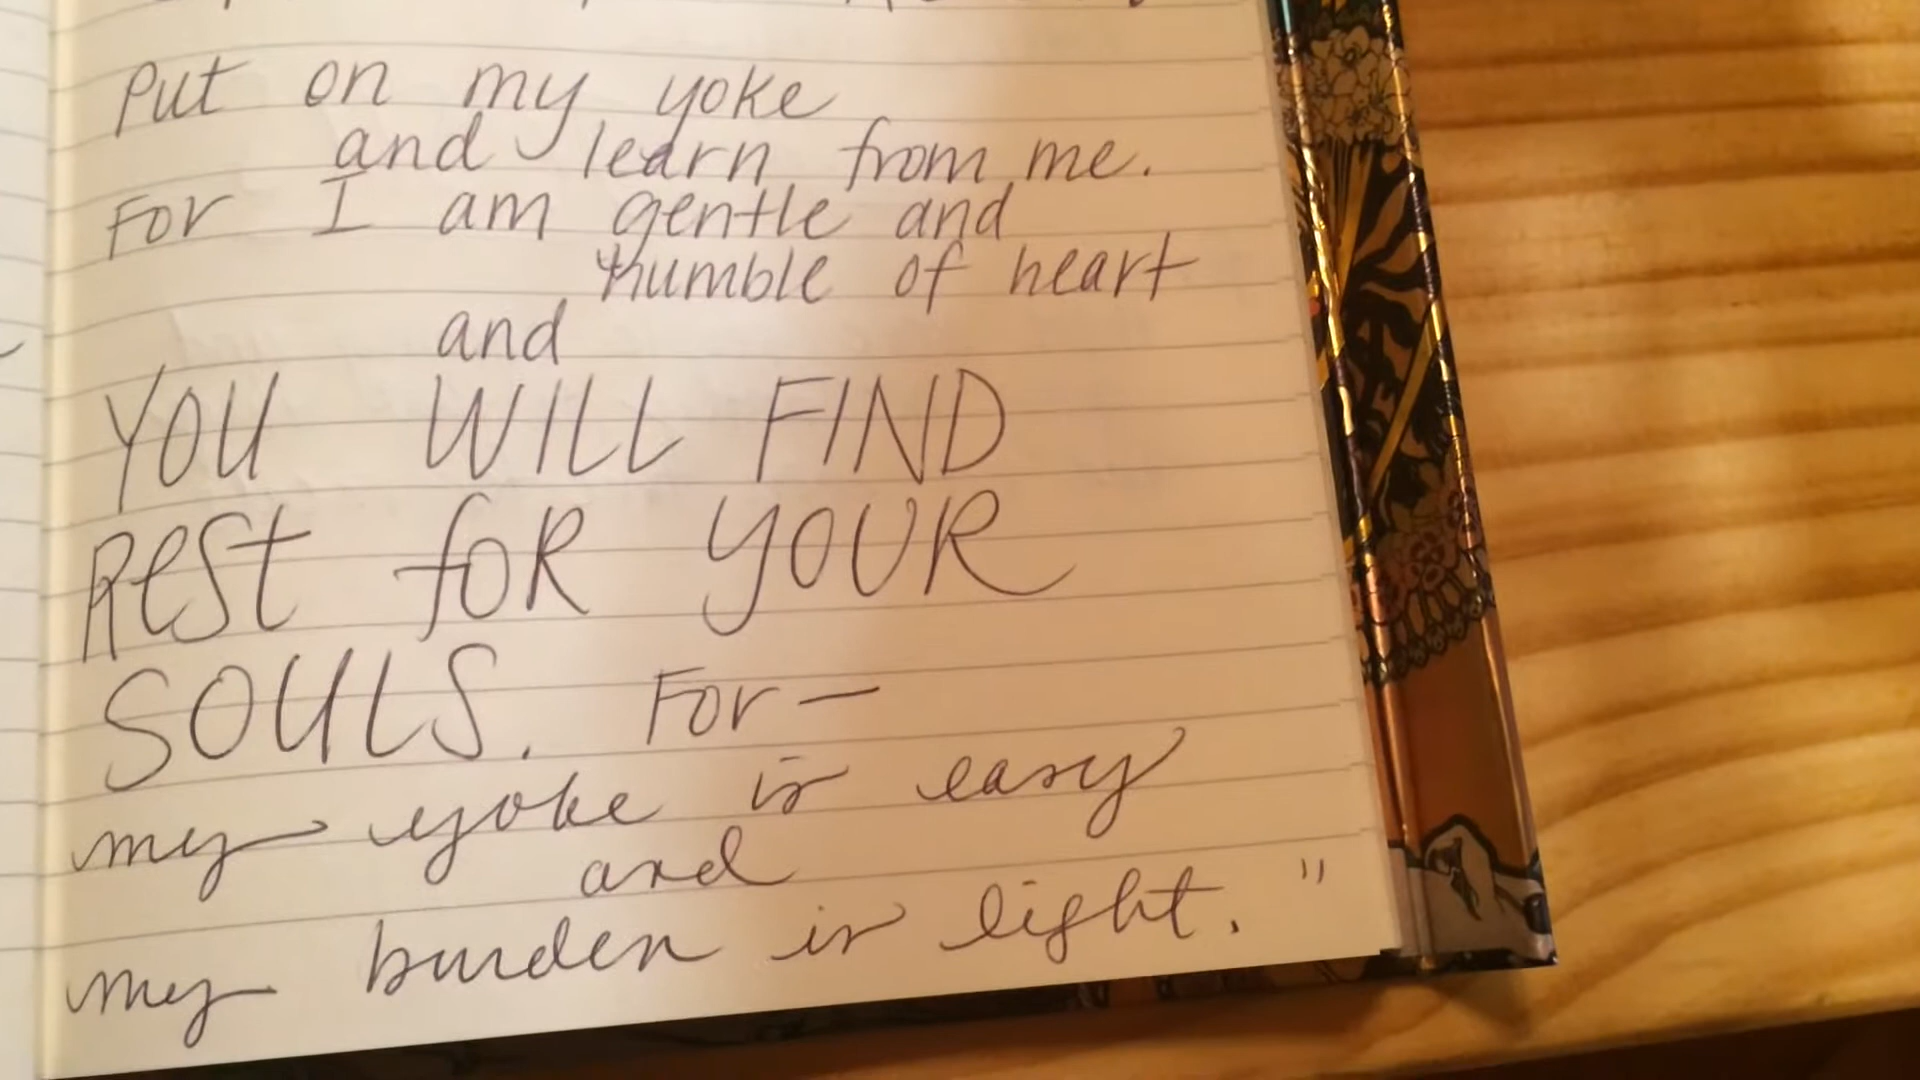 Put on my yoke
and learn from me.
For I am gentle and
humble of heart
and
YOU WILL FIND
ReSt foR YOUR
SOULS. For —
my yoke is easy
and
my burden is light. "